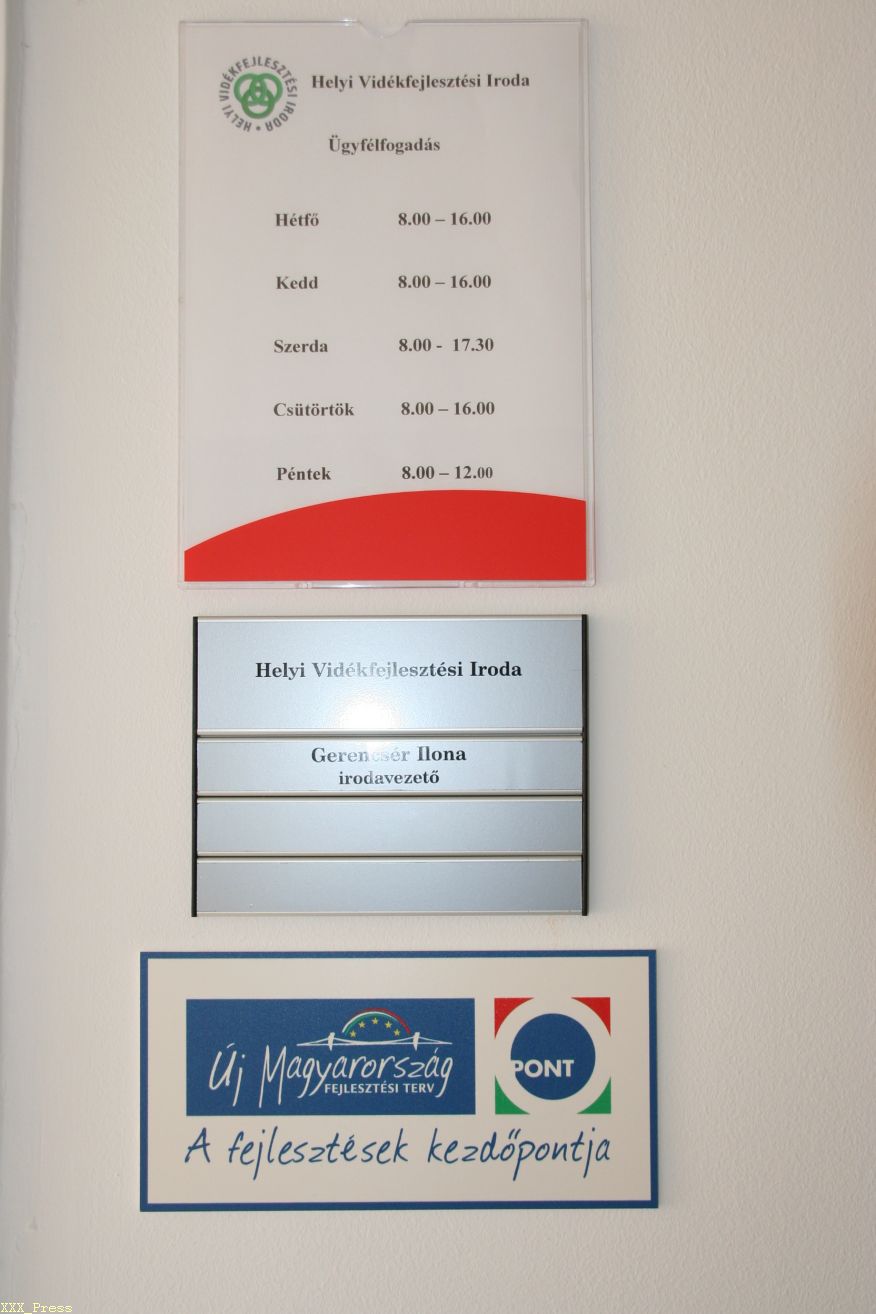 HELYI VIDÉKFEJLESZTÉSI IRODA
Helyi Vidékfejlesztési Iroda
Ügyfélfogadás
Hétfő 8.00 – 16.00
Kedd 8.00 – 16.00
Szerda 8.00 - 17.30
Csütörtök 8.00 – 16.00
Péntek 8.00 – 12.00
Helyi Vidékfejlesztési Iroda
Gerencsér Ilona
irodavezető
Új Magyarország
FEJLESZTÉSI TERV
PONT
A fejlesztések kezdőpontja
XXX_Press